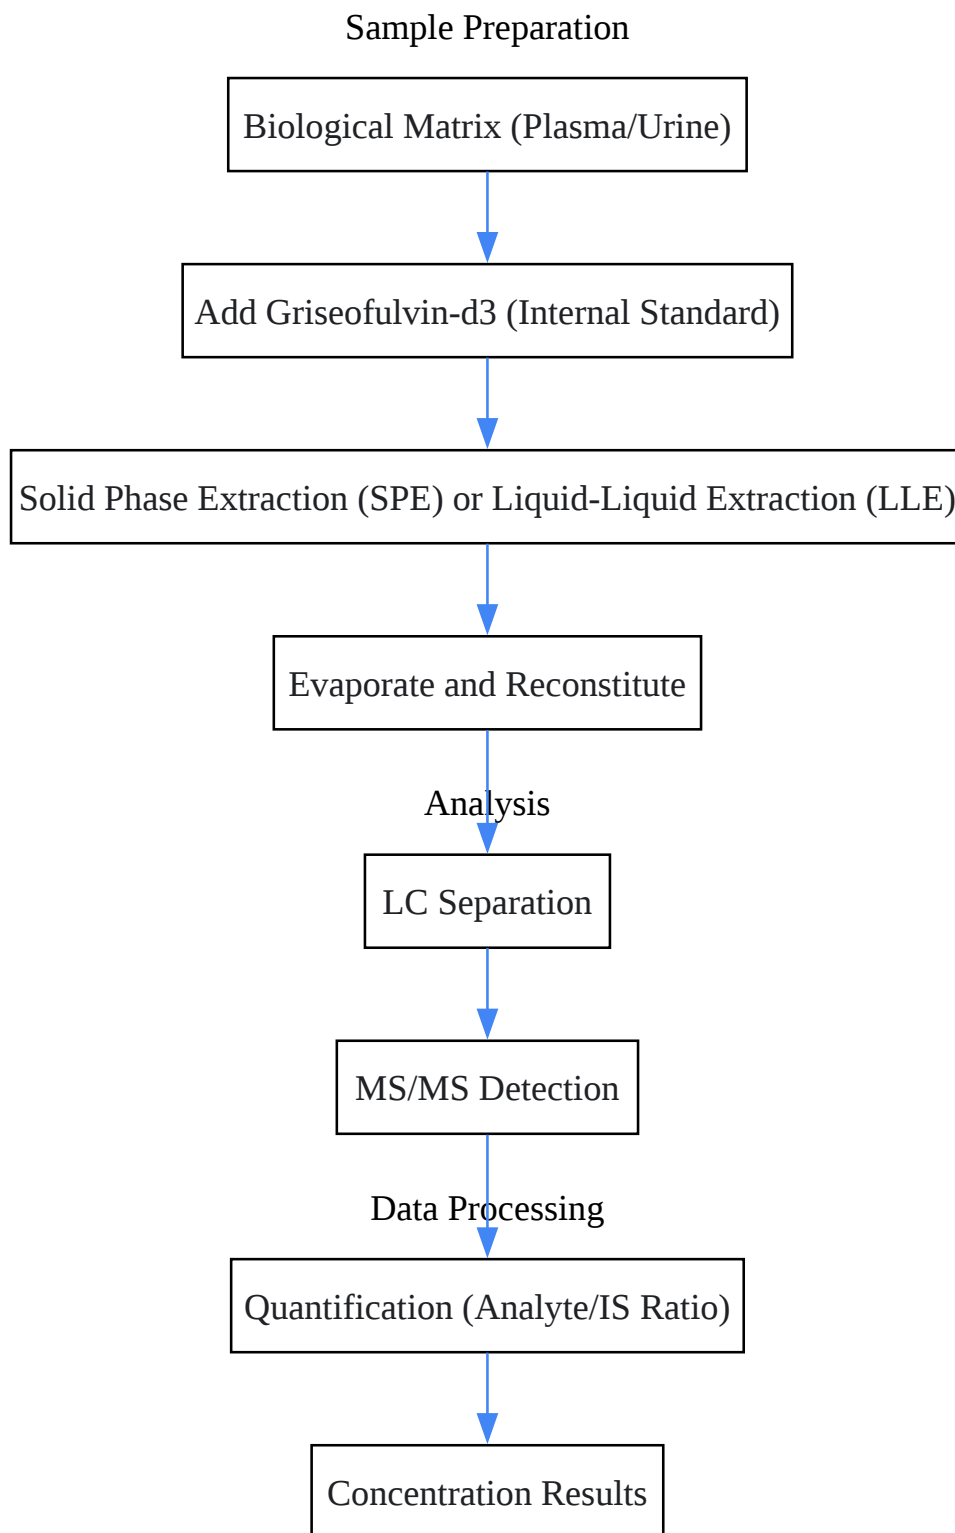 Sample Preparation
Biological Matrix (Plasma/Urine)
Add Griseofulvin-d3 (Internal Standard)
Solid Phase Extraction (SPE) or Liquid-Liquid Extraction (LLE)
Evaporate and Reconstitute
Analysis
LC Separation
MS/MS Detection
Data Processing
Quantification (Analyte/IS Ratio)
Concentration Results